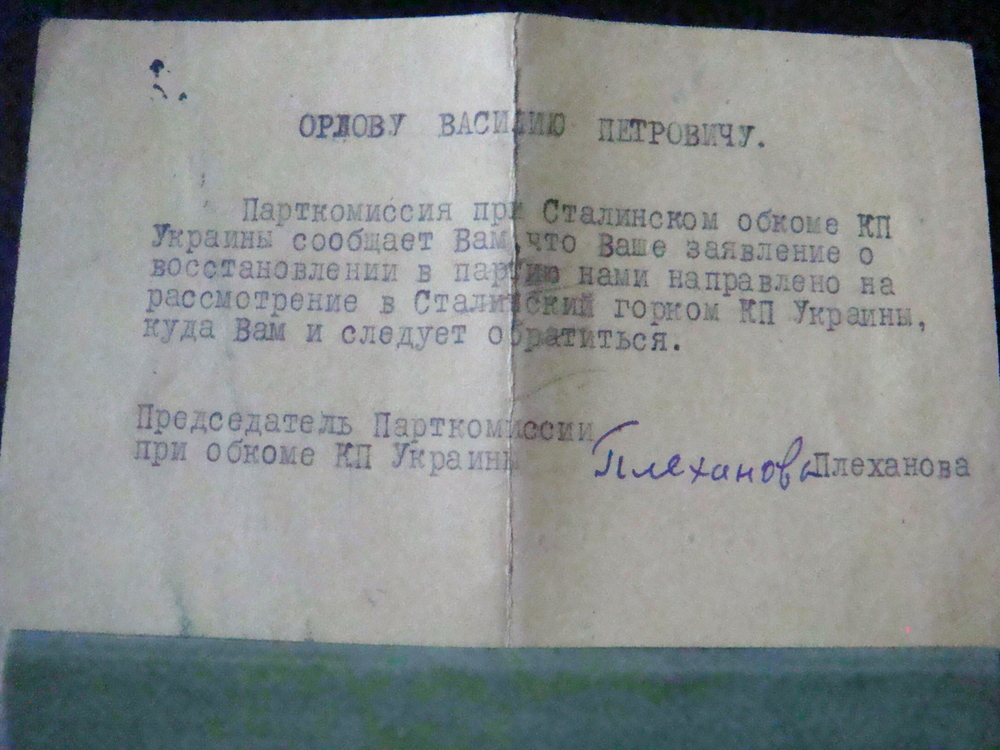 ОРЛОВУ ВАСИЛИЮ ПЕТРОВИЧУ.
Парткомиссия при Сталинском обкоме КП
Украины сообщает Вам,что Ваше заявление о
восстановлении в партию нами направлено на
рассмотрение в Сталинский горком КП Украины,
куда Вам и следует обратиться.
Председатель Парткомиссии
при обкоме КП Украины Плеханова Плеханова